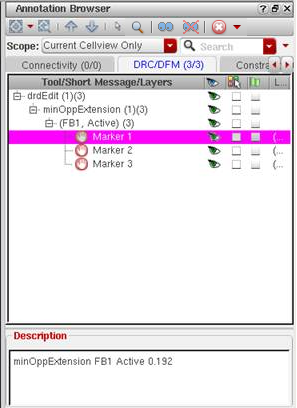 Annotation Browser
Scope: Current Cellview Only Search
Connectivity (0/0) DRC/DFM (3/3) Constra
Tool/Short Message/Layers L...
drdEdit (1)(3)
minOppExtension (1)(3)
(FB1, Active) (3)
Marker 1 (...
Marker 2 (...
Marker 3 (...
Description
minOppExtension FB1 Active 0.192